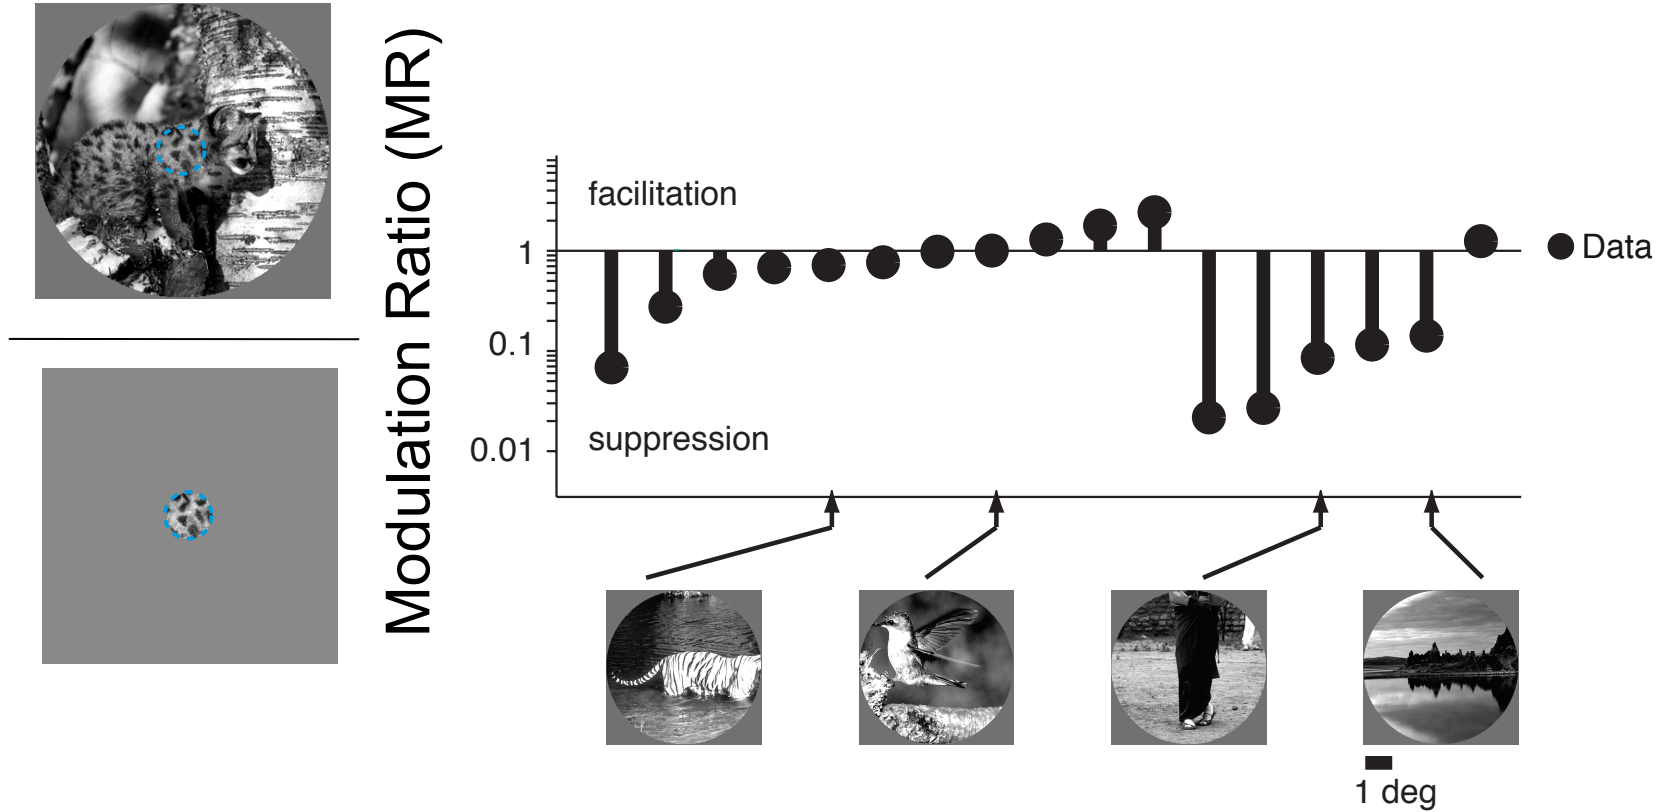 Modulation Ratio (MR)
facilitation
1
Data
0.1
suppression
0.01
1 deg